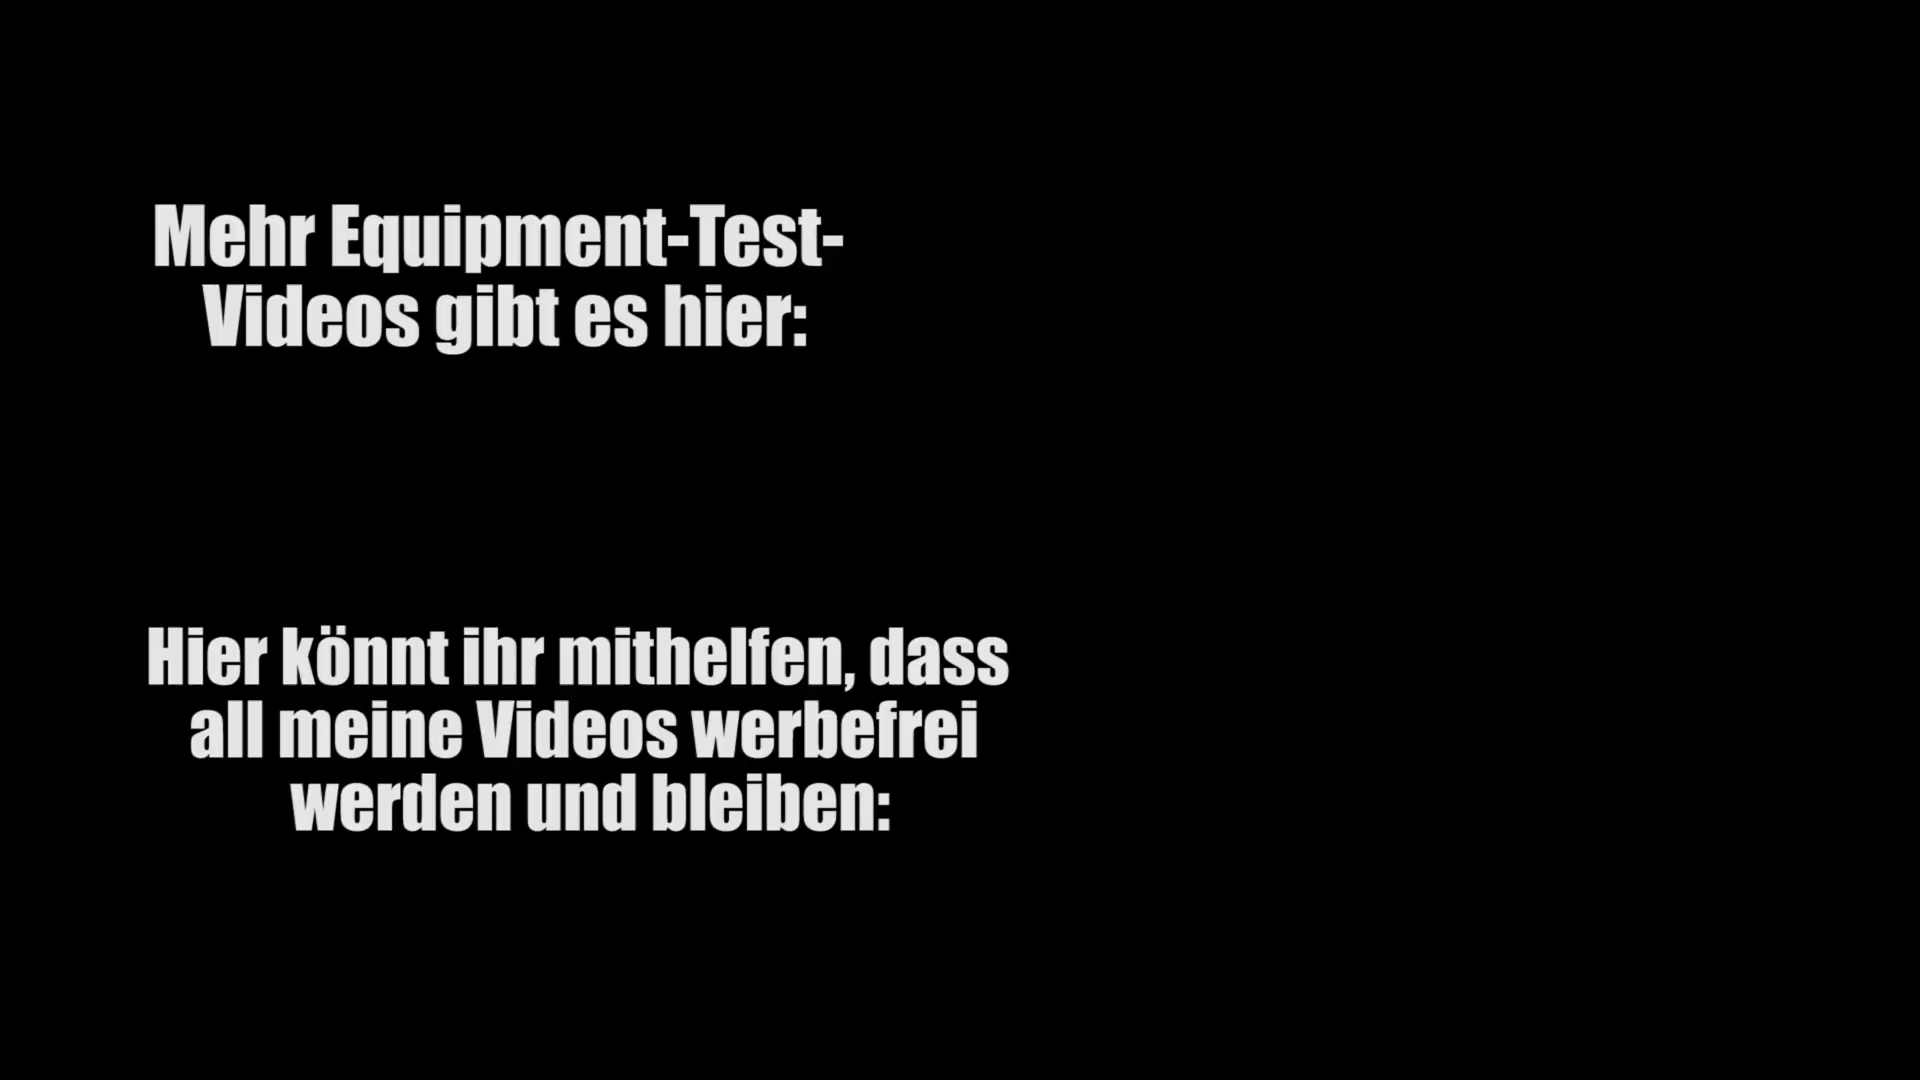 Mehr Equipment-Test-
Videos gibt es hier:
Hier könnt ihr mithelfen, dass
all meine Videos werbefrei
werden und bleiben: